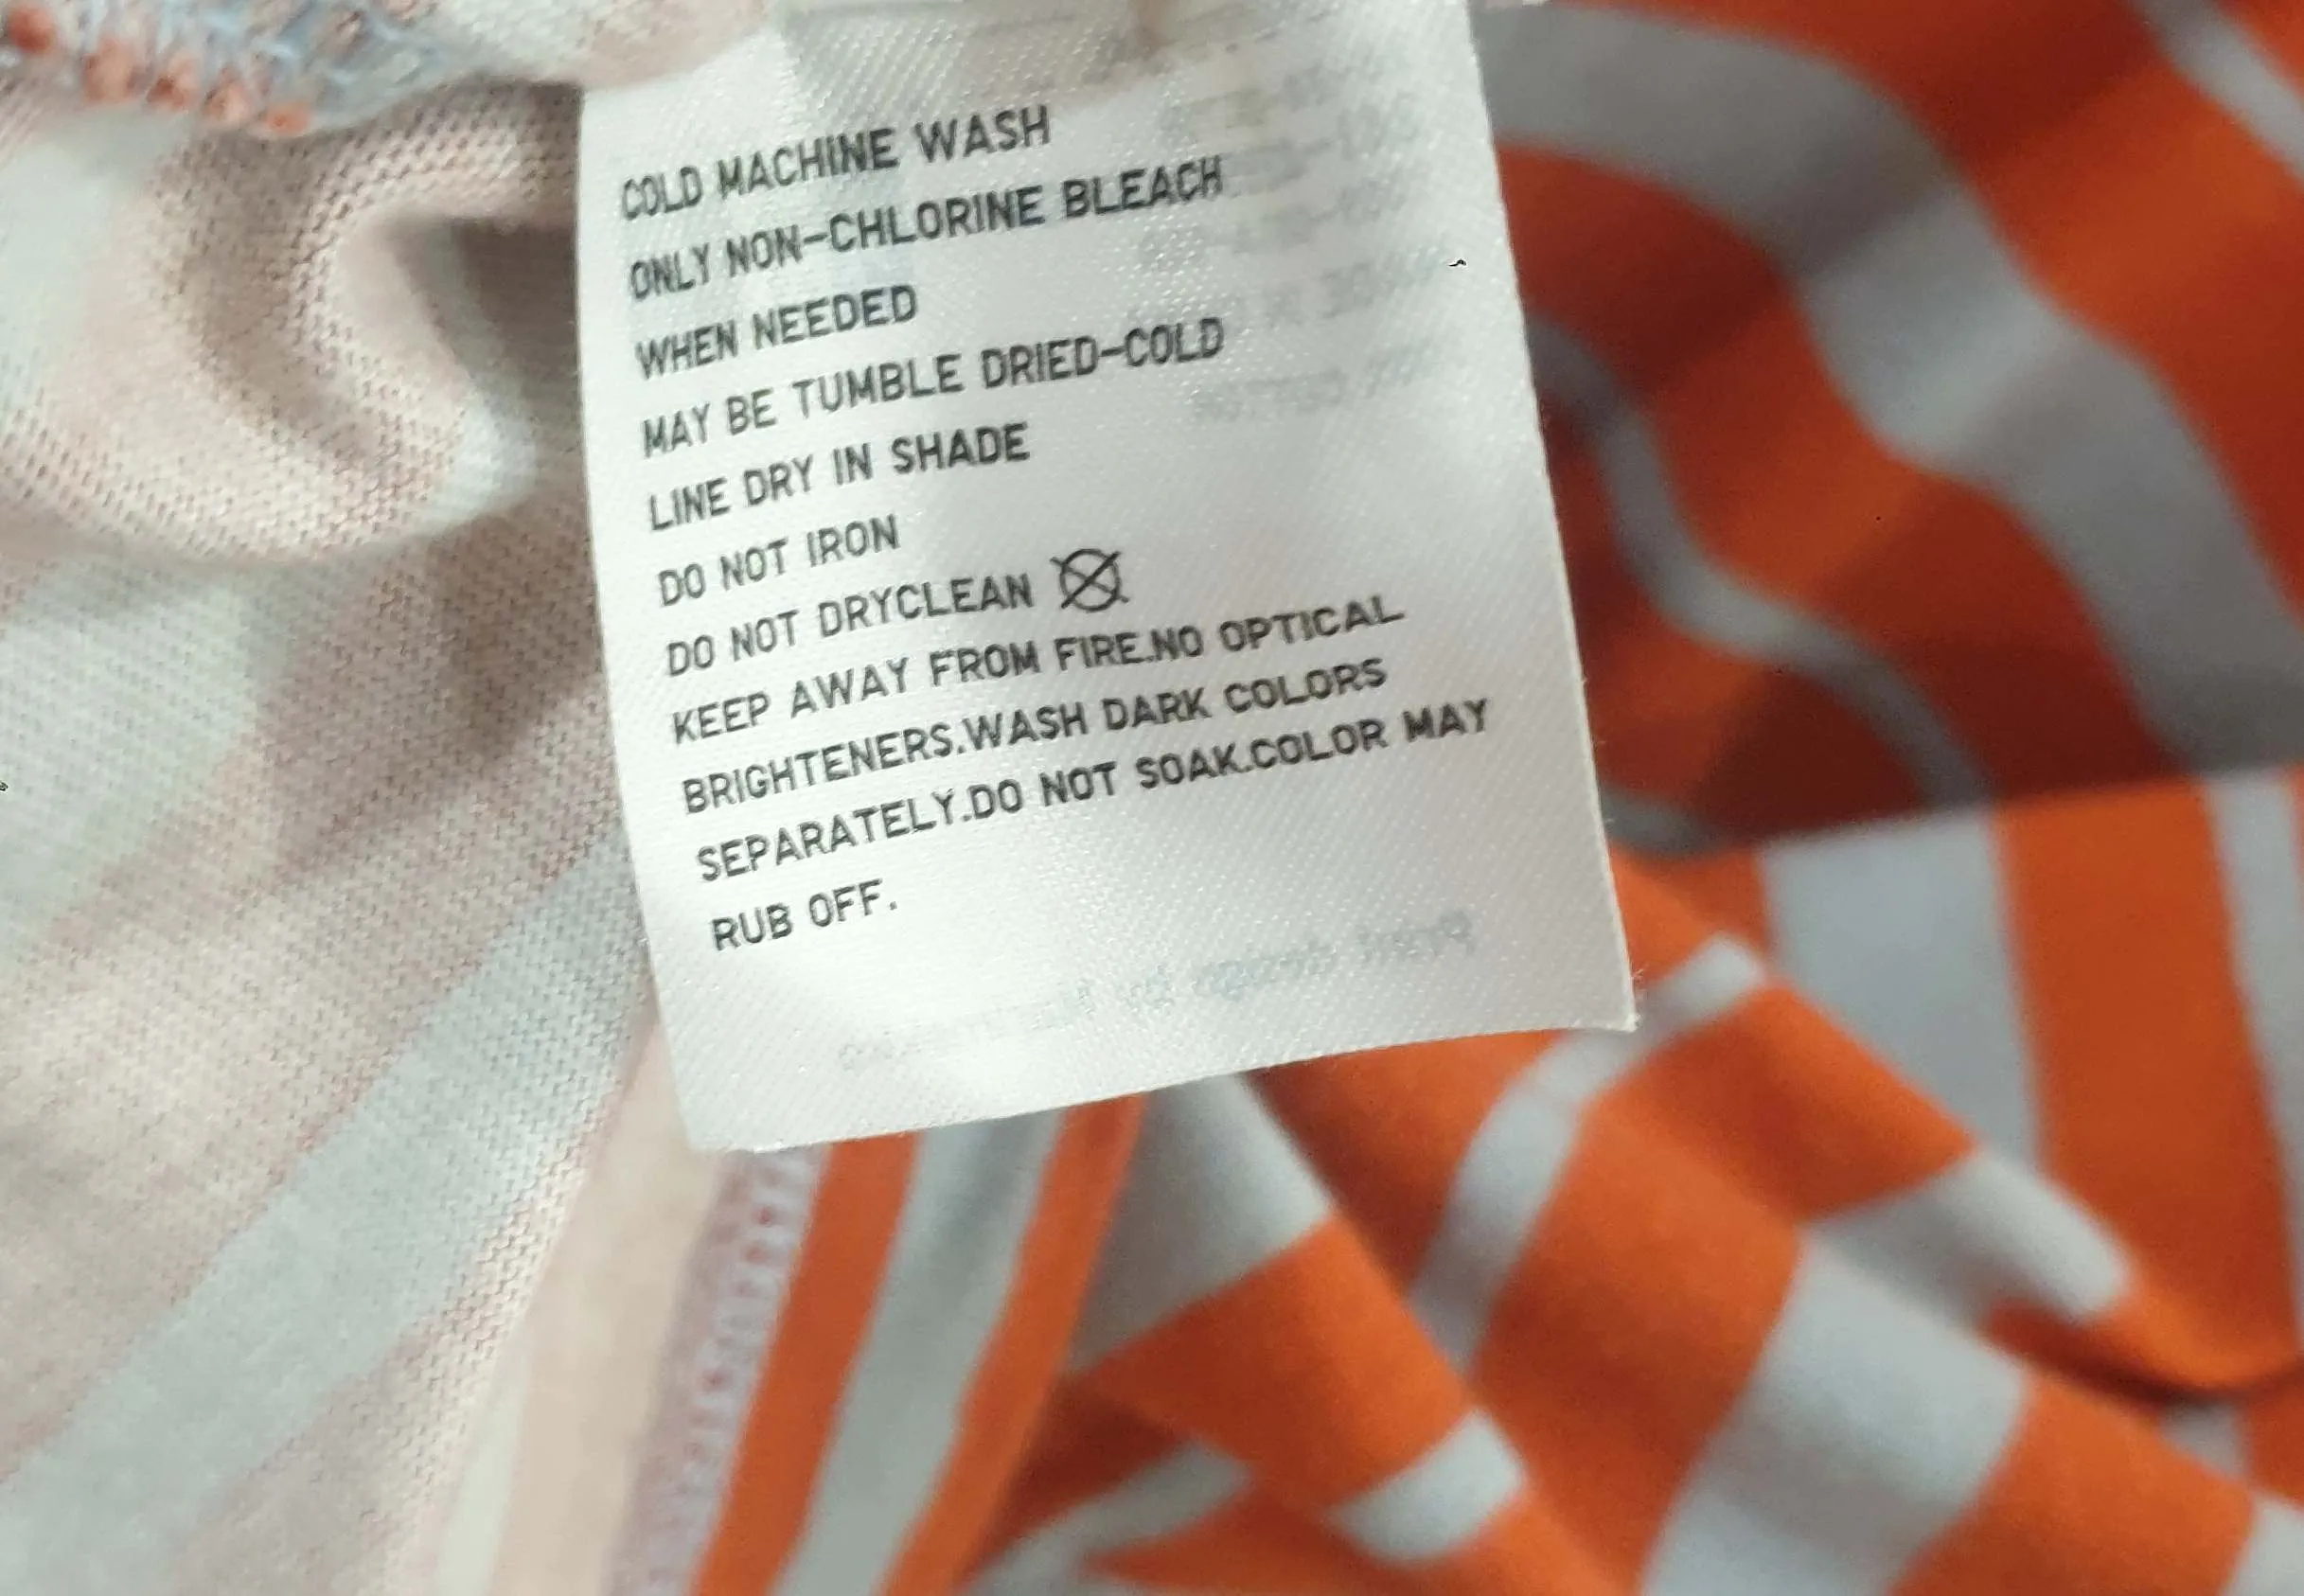 COLD MACHINE WASH
ONLY NON-CHLORINE BLEACH
WHEN NEEDED
MAY BE TUMBLE DRIED-COLD
LINE DRY IN SHADE
DO NOT IRON
DO NOT DRYCLEAN
KEEP AWAY FROM FIRE.NO OPTICAL
BRIGHTENERS.WASH DARK COLORS
SEPARATELY.DO NOT SOAK.COLOR MAY
RUB OFF.